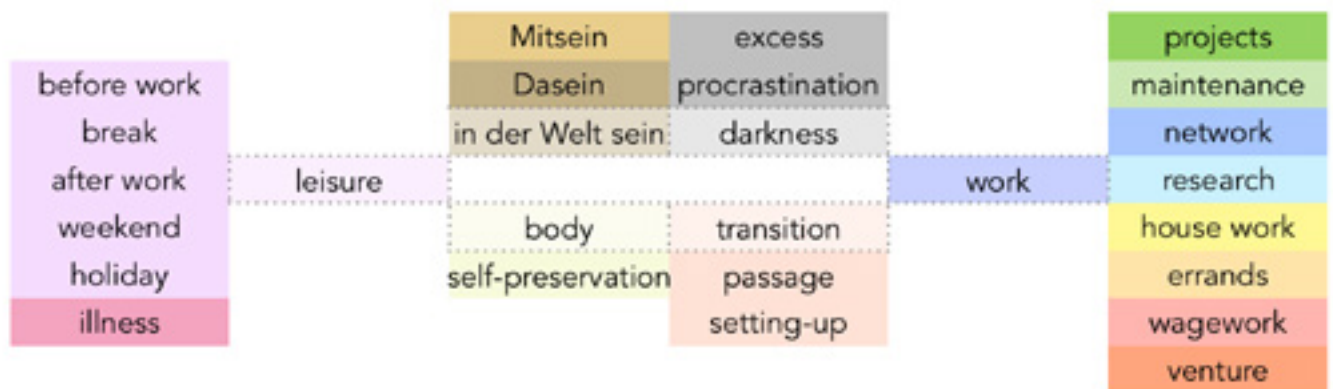 Mitsein excess projects
before work Dasein procrastination maintenance
break in der Welt sein darkness network
after work leisure work research
weekend body transition house work
holiday self-preservation passage errands
illness setting-up wagework
venture